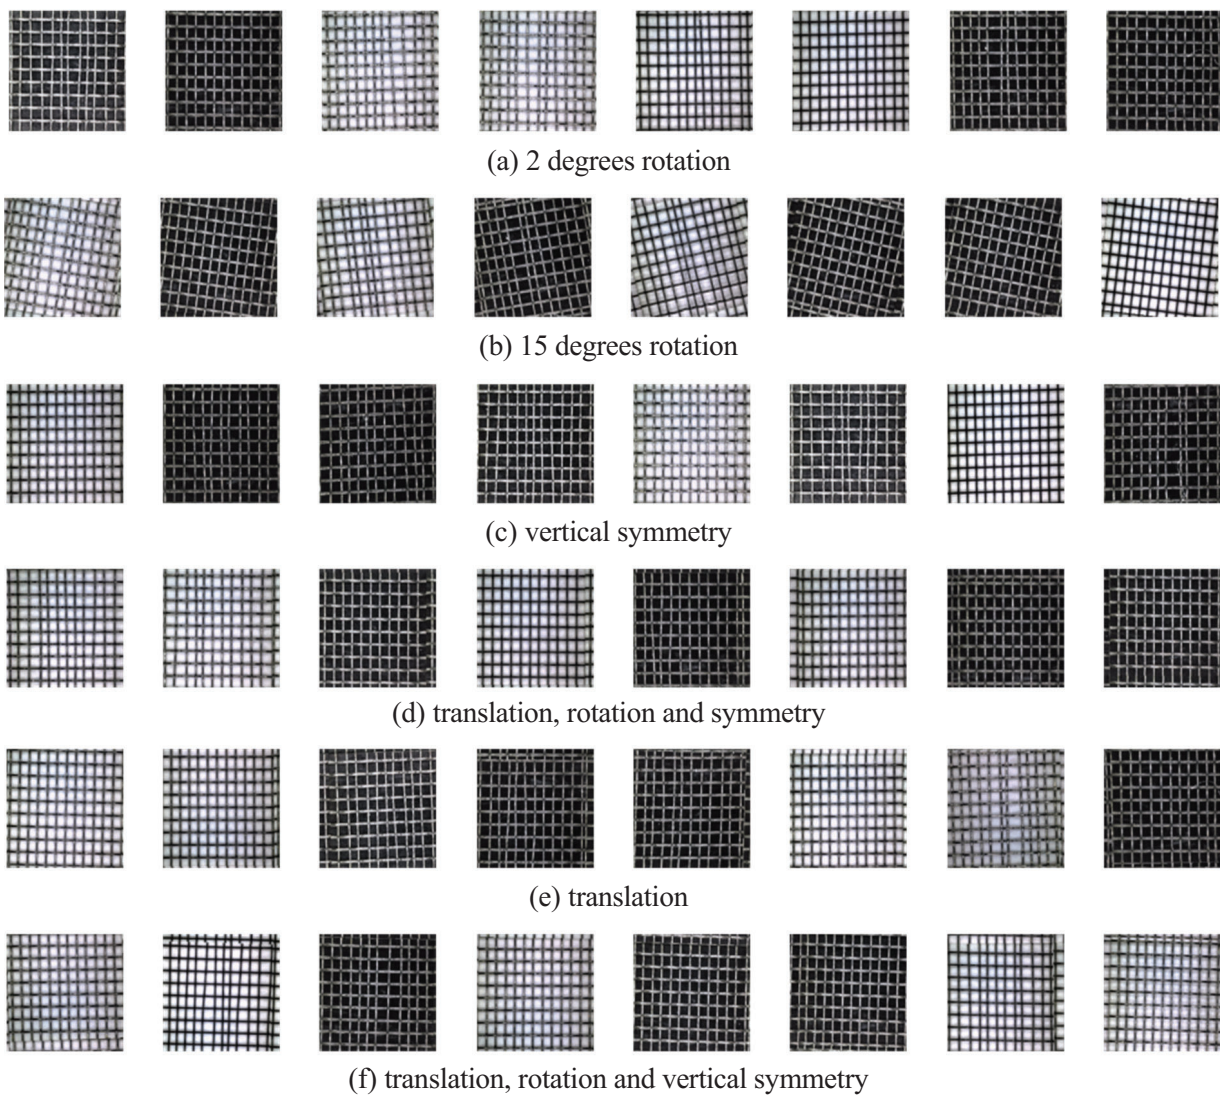 (a) 2 degrees rotation
(b) 15 degrees rotation
(c) vertical symmetry
(d) translation, rotation and symmetry
(e) translation
(f) translation, rotation and vertical symmetry